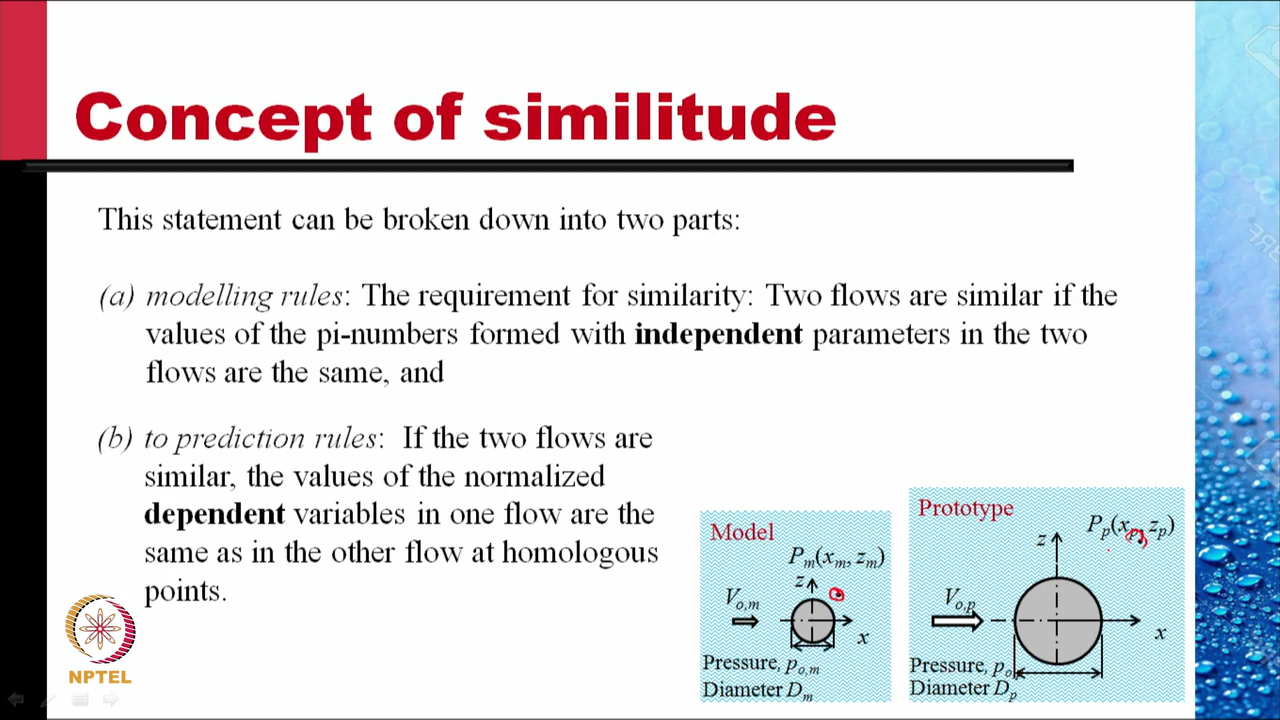 Concept of similitude
This statement can be broken down into two parts:
(a) modelling rules: The requirement for similarity: Two flows are similar if the
values of the pi-numbers formed with independent parameters in the two
flows are the same, and
(b) to prediction rules: If the two flows are
similar, the values of the normalized
dependent variables in one flow are the
same as in the other flow at homologous
points.
Model
Pm(xm, zm)
z
Vo,m
x
Pressure, po,m
Diameter Dm
Prototype
Pp(xp, zp)
z
Vo,p
x
Pressure, po
Diameter Dp
NPTEL